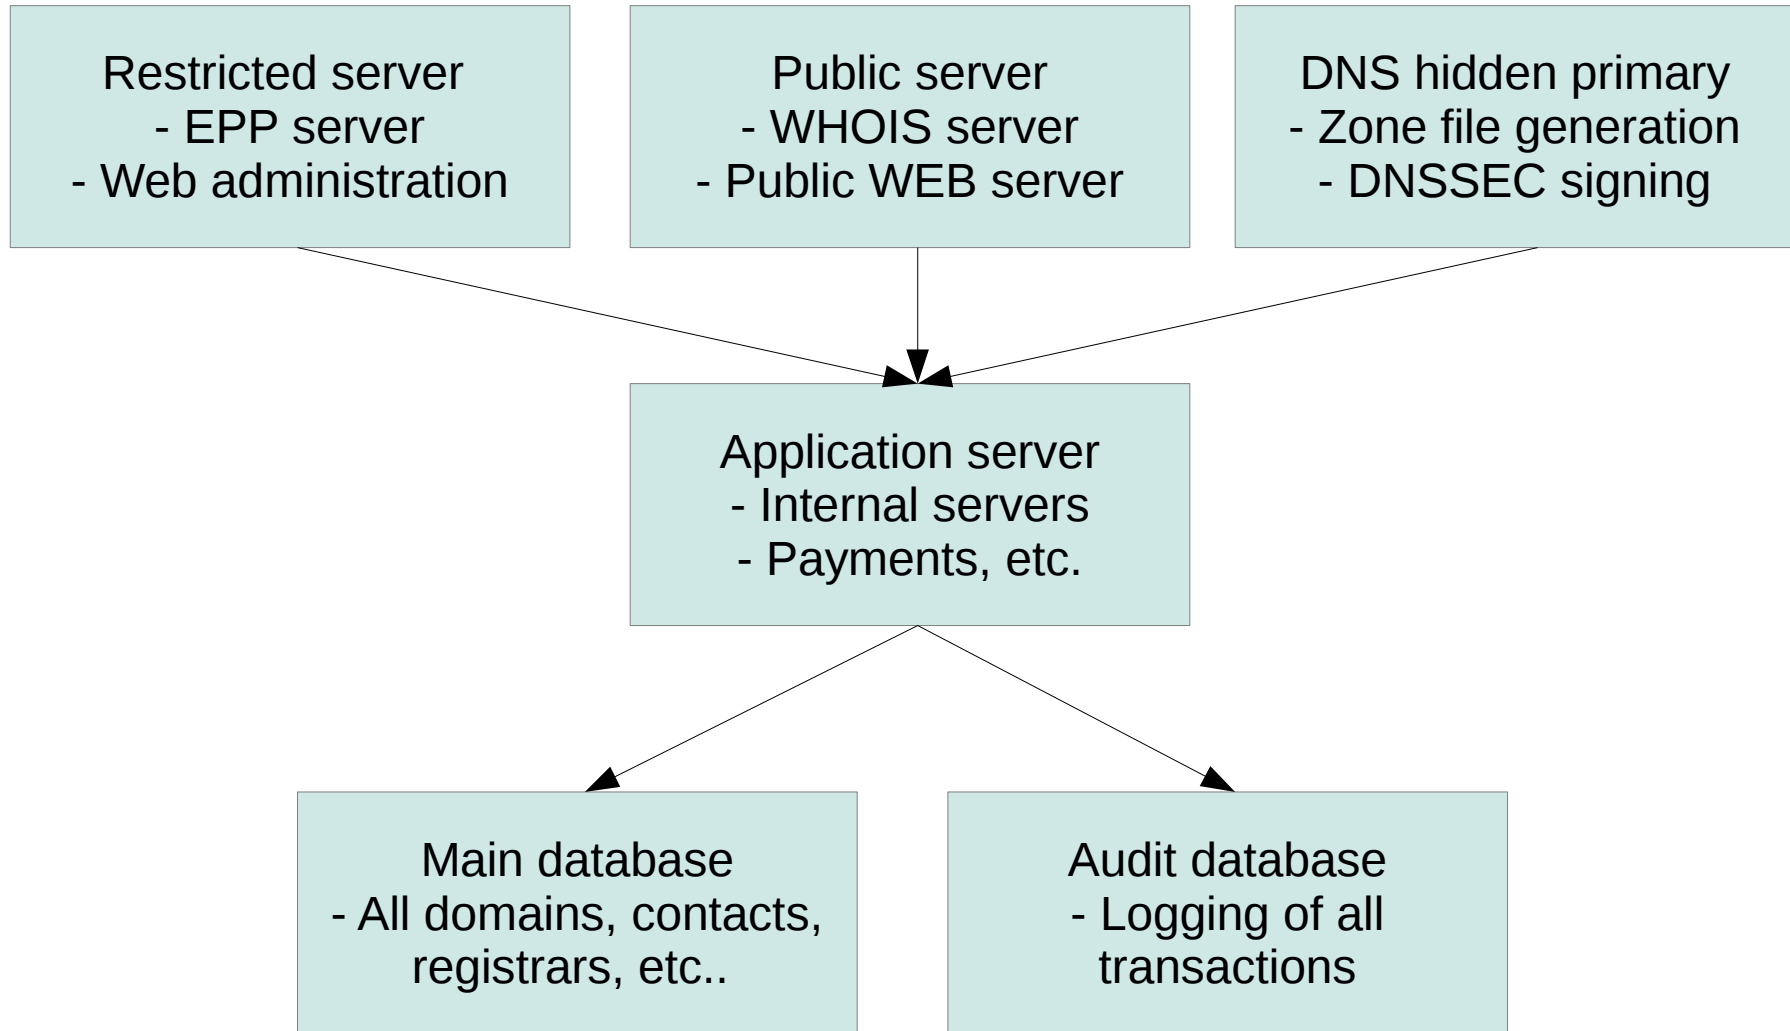 Restricted server
- EPP server
- Web administration
Public server
- WHOIS server
- Public WEB server
DNS hidden primary
- Zone file generation
- DNSSEC signing
Application server
- Internal servers
- Payments, etc.
Main database
- All domains, contacts,
registrars, etc..
Audit database
- Logging of all
transactions